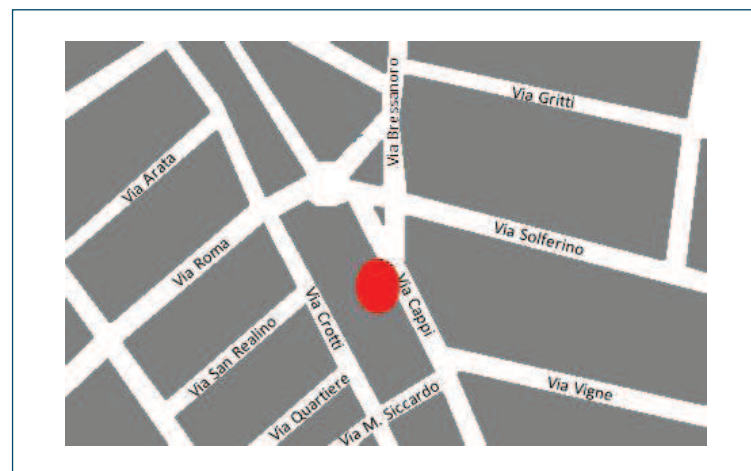 Via Bressanoro
Via Gritti
Via Arata
Via Roma
Via Solferino
Via Cappi
Via Crotti
Via San Realino
Via Quartiere
Via M. Siccardo
Via Vigne